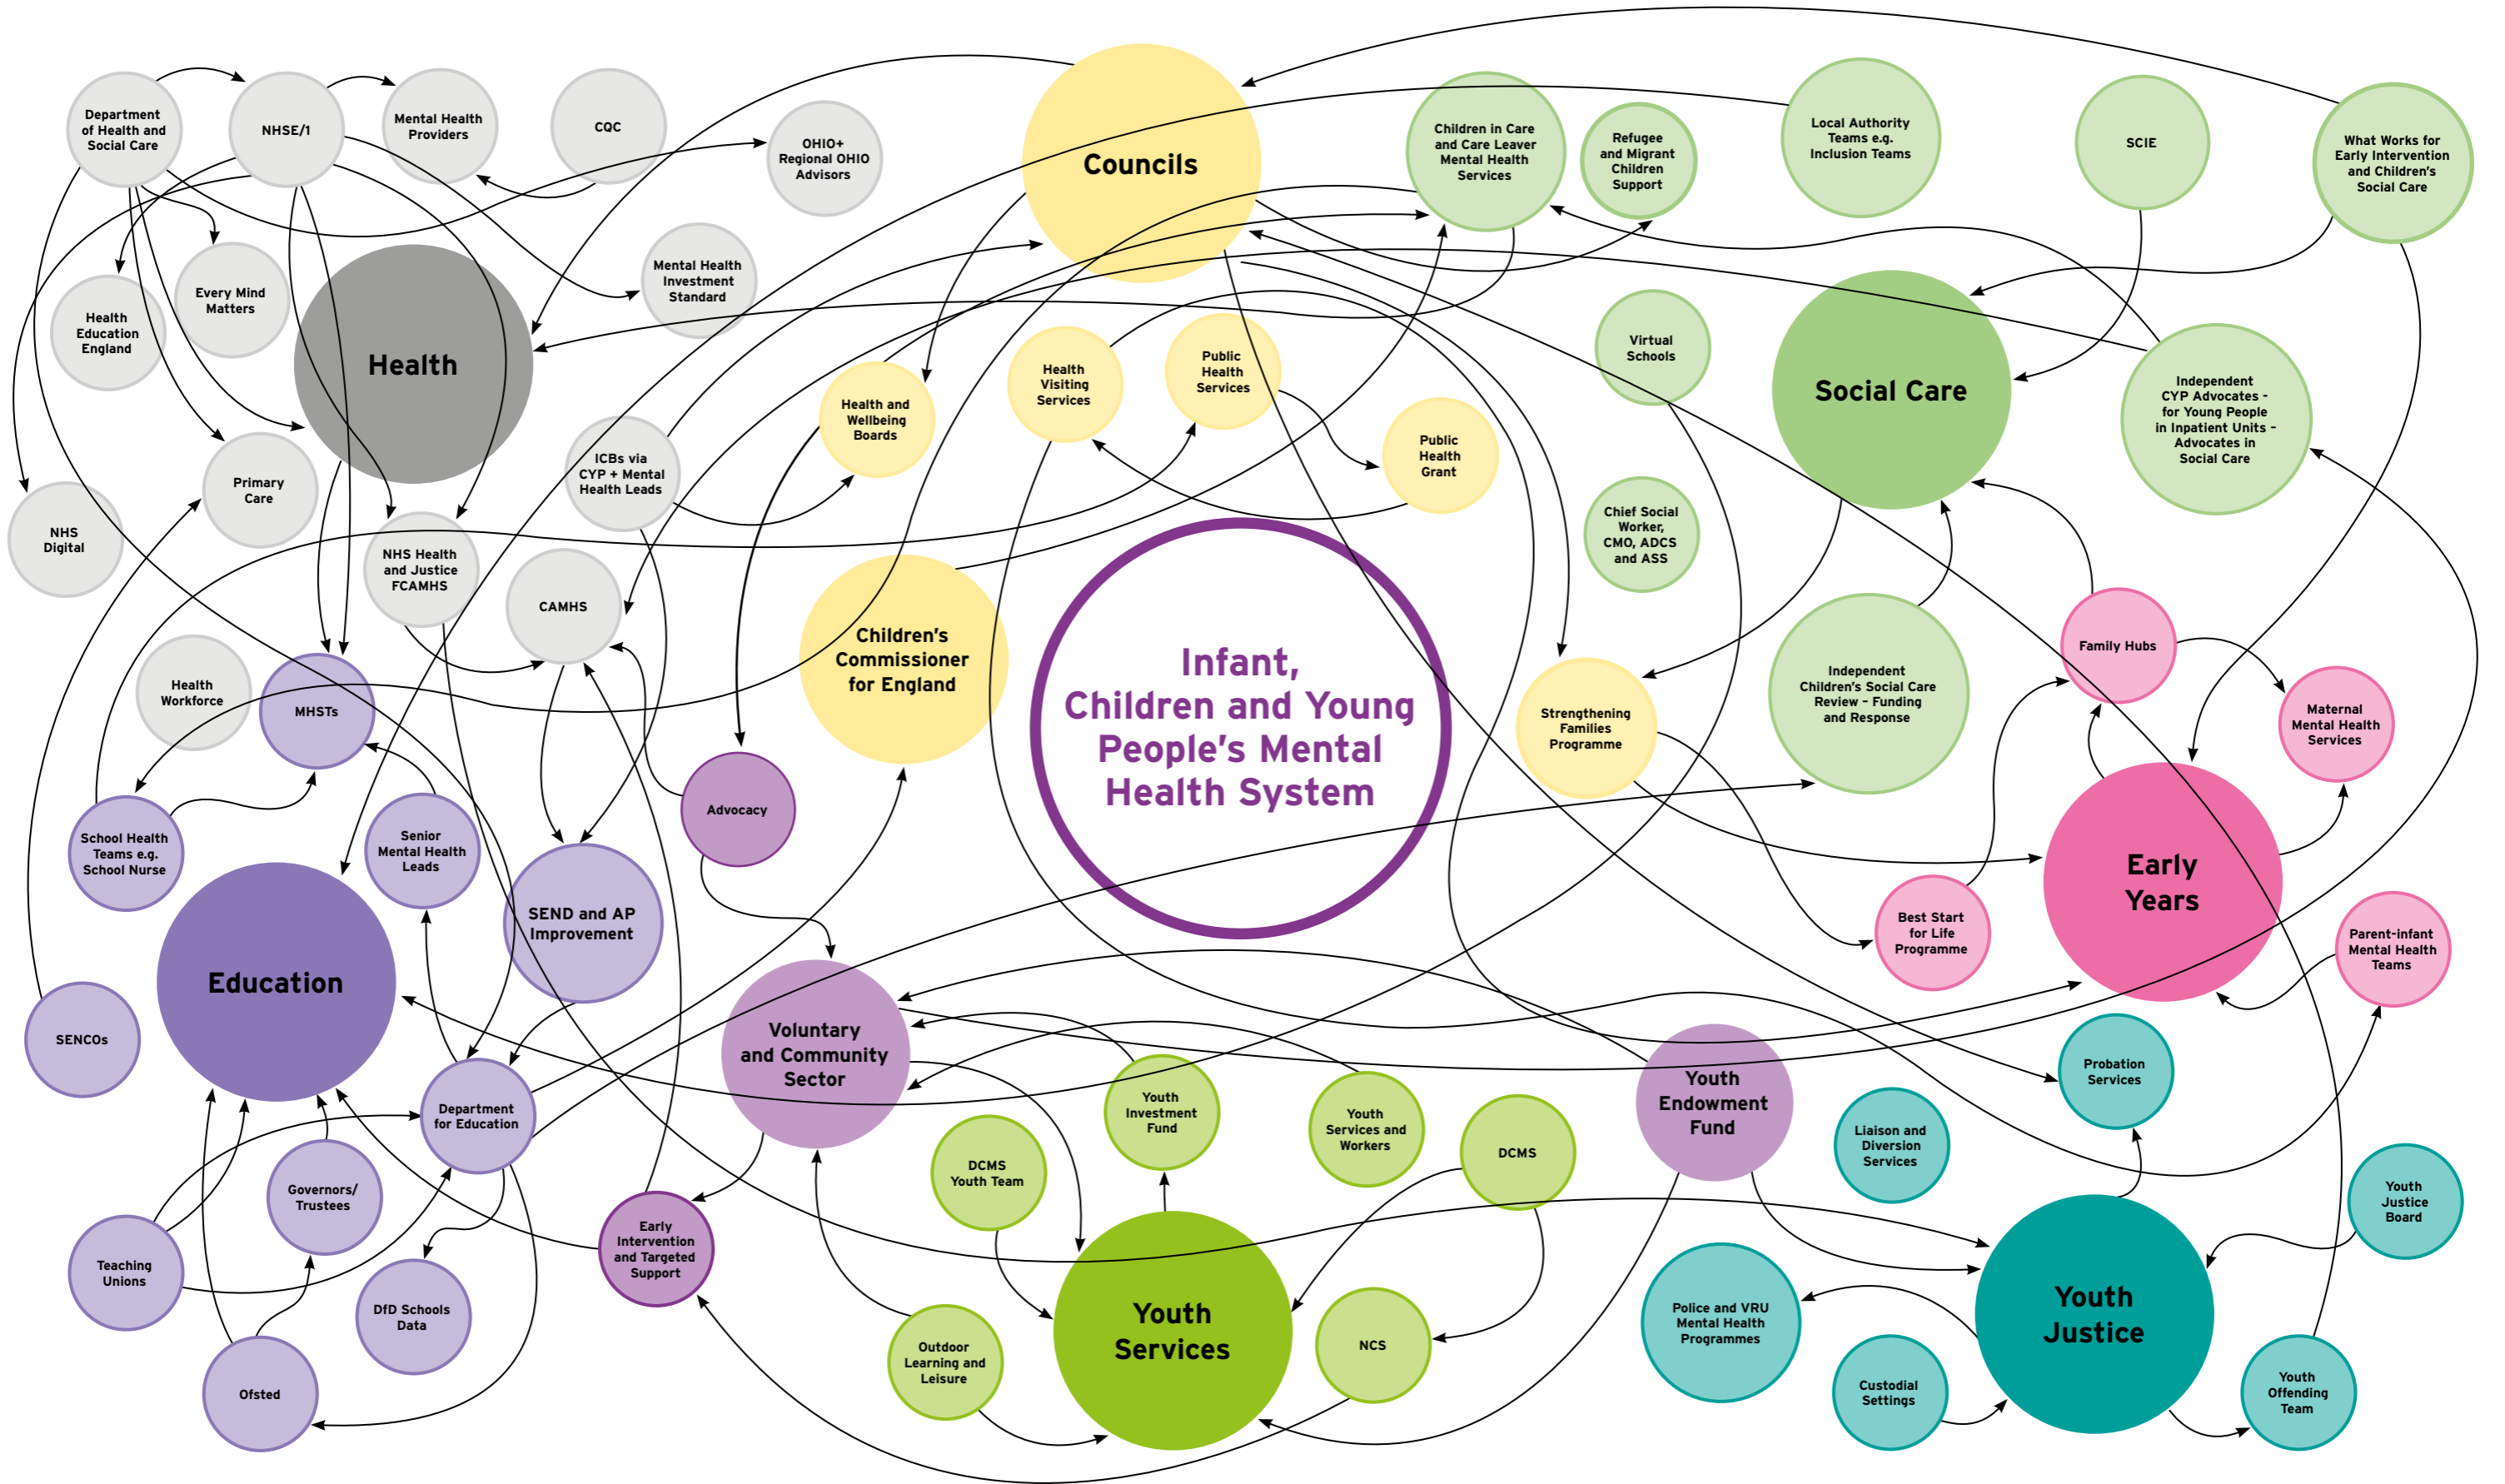 Department
of Health and
Social Care
NHSE/1
Mental Health
Providers
CQC
OHIO+
Regional OHIO
Advisors
Councils
Children in Care
and Care Leaver
Mental Health
Services
Refugee
and Migrant
Children
Support
Local Authority
Teams e.g.
Inclusion Teams
SCIE
What Works for
Early Intervention
and Children's
Social Care
Health
Education
England
Every Mind
Matters
Health
Mental Health
Investment
Standard
Health and
Wellbeing
Boards
Health
Visiting
Services
Public
Health
Services
Public
Health
Grant
Virtual
Schools
Social Care
Independent
CYP Advocates -
for Young People
in Inpatient Units –
Advocates in
Social Care
NHS
Digital
Primary
Care
ICBs via
CYP + Mental
Health Leads
NHS Health
and Justice
FCAMHS
CAMHS
Chief Social
Worker,
CMO, ADCS
and ASS
Health
Workforce
MHSTs
Children's
Commissioner
for England
Infant,
Children and Young
People's Mental
Health System
Strengthening
Families
Programme
Independent
Children's Social Care
Review – Funding
and Response
Family Hubs
Maternal
Mental Health
Services
School Health
Teams e.g.
School Nurse
Senior
Mental Health
Leads
Advocacy
SEND and AP
Improvement
Early
Years
Best Start
for Life
Programme
Parent-infant
Mental Health
Teams
Education
SENCOs
Department
for Education
Voluntary
and Community
Sector
Youth
Investment
Fund
Youth
Services and
Workers
DCMS
Youth Team
DCMS
Youth
Endowment
Fund
Liaison and
Diversion
Services
Probation
Services
Youth
Justice
Board
Governors/
Trustees
Teaching
Unions
DfD Schools
Data
Ofsted
Early
Intervention
and Targeted
Support
Outdoor
Learning and
Leisure
Youth
Services
NCS
Police and VRU
Mental Health
Programmes
Youth
Justice
Custodial
Settings
Youth
Offending
Team